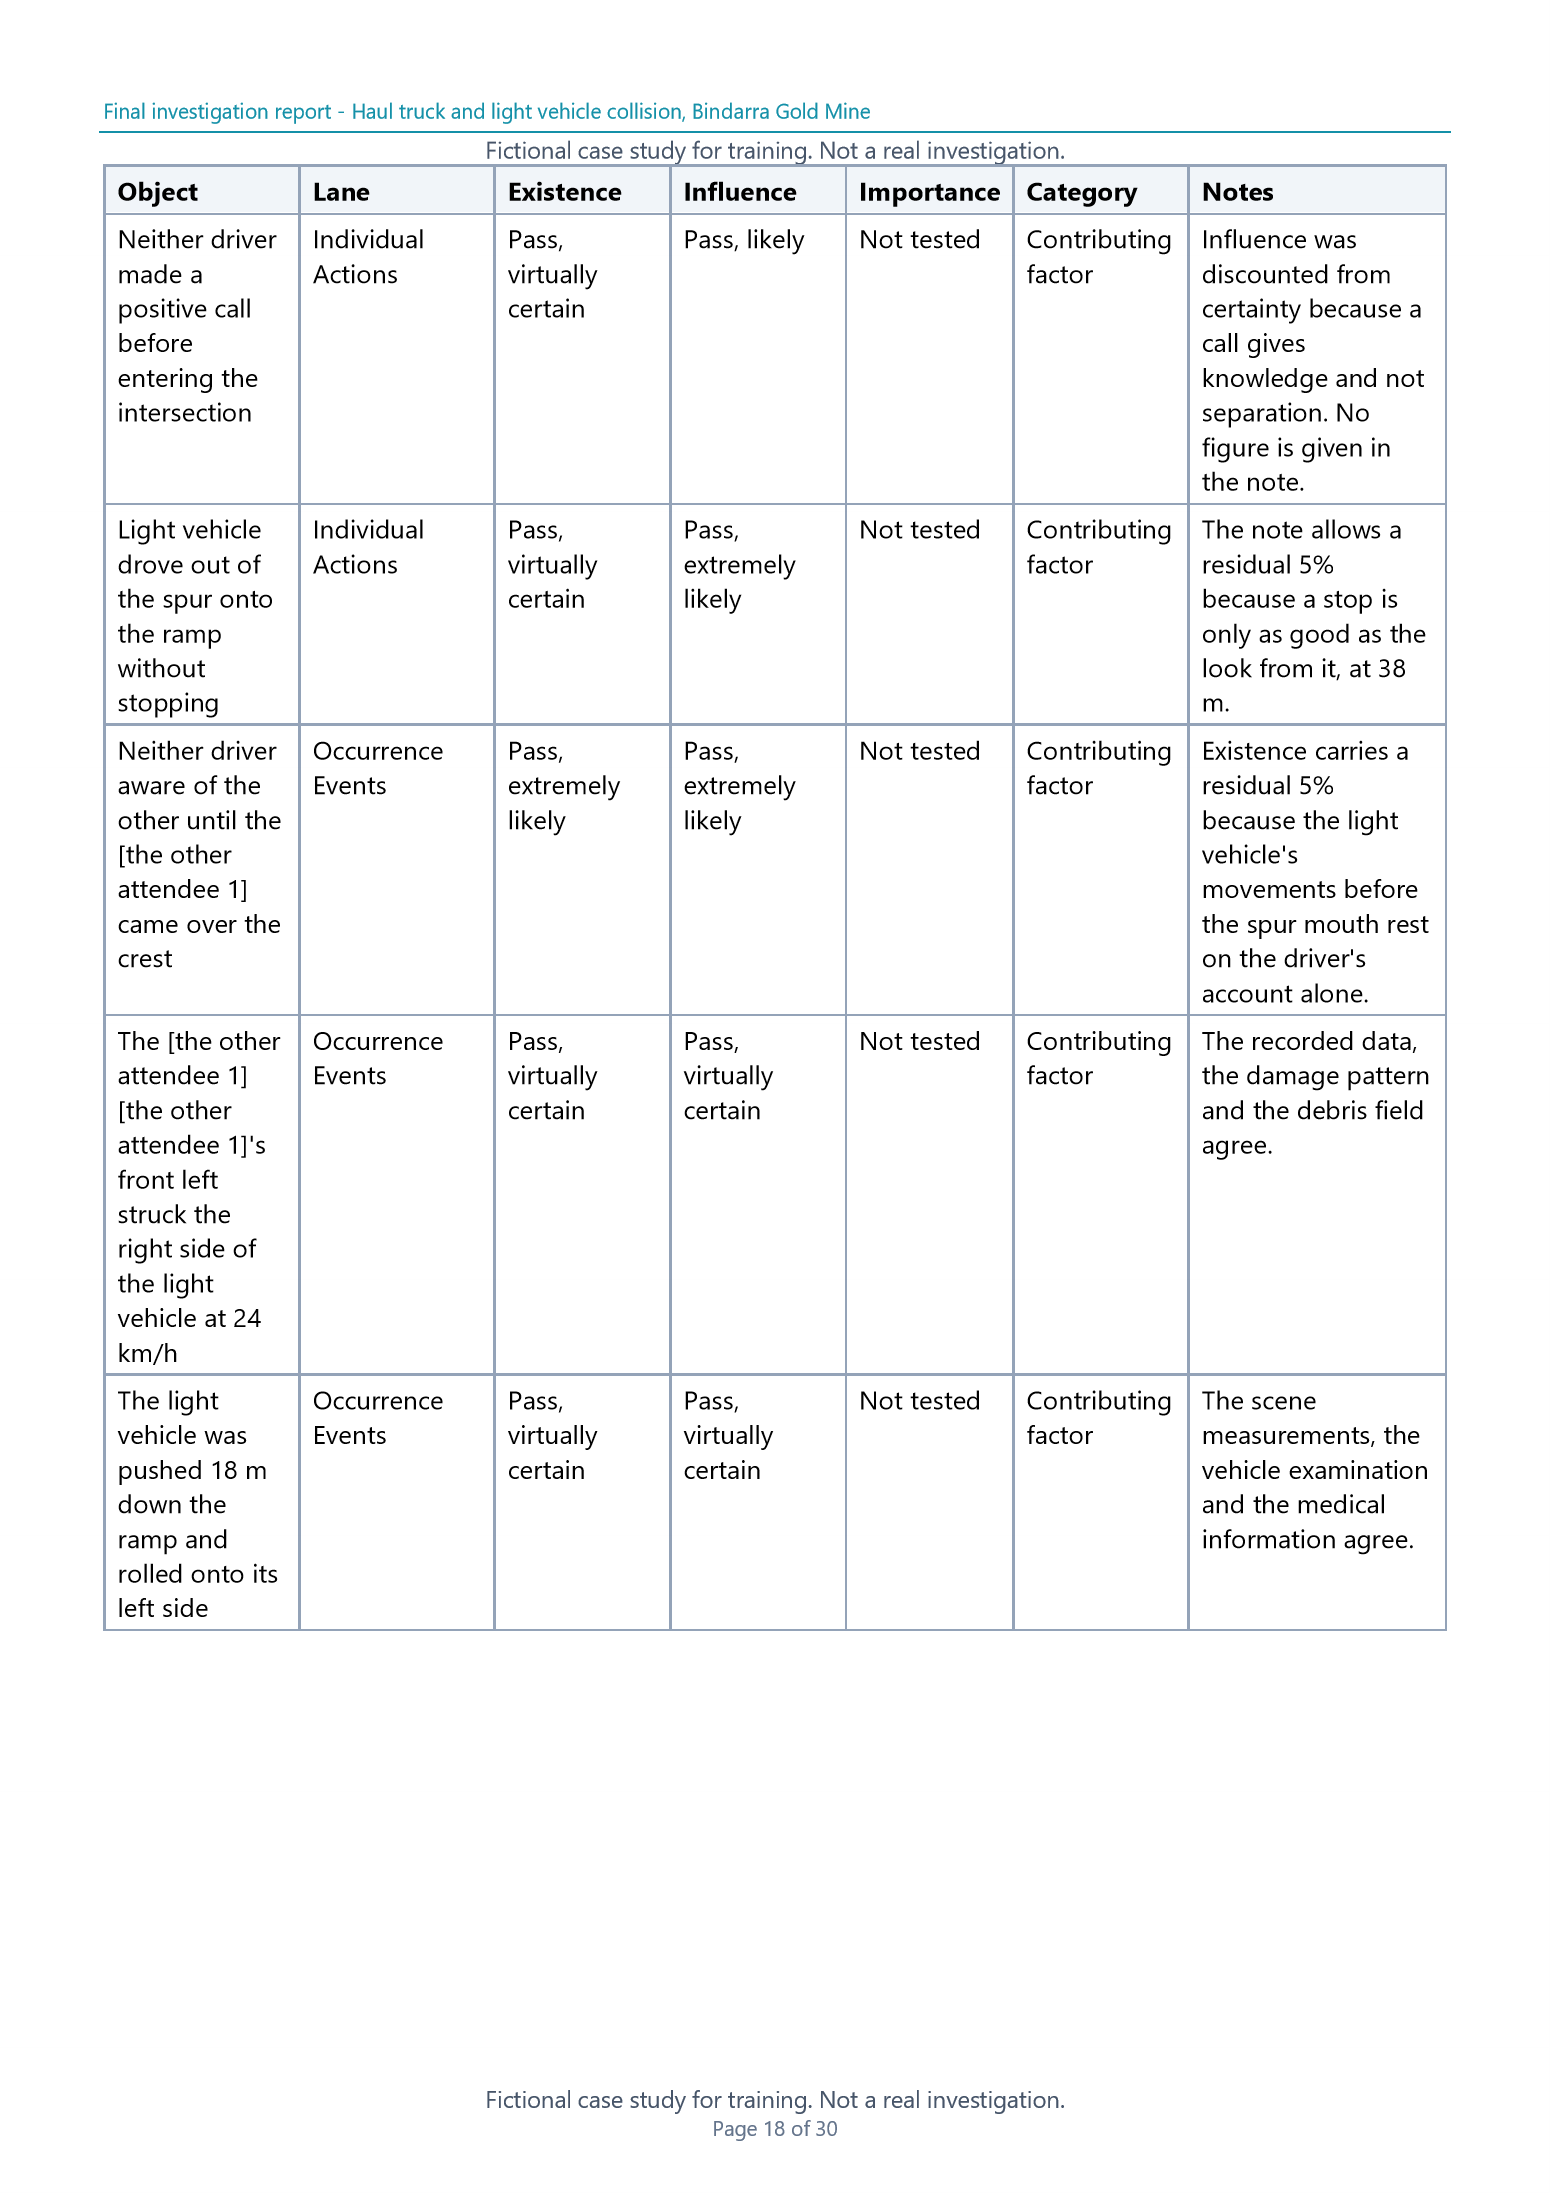 Final investigation report - Haul truck and light vehicle collision, Bindarra Gold Mine
Fictional case study for training. Not a real investigation.
Object Lane Existence Influence Importance Category Notes
Neither driver
made a
positive call
before
entering the
intersection
Individual
Actions
Pass,
virtually
certain
Pass, likely
Not tested
Contributing
factor
Influence was
discounted from
certainty because a
call gives
knowledge and not
separation. No
figure is given in
the note.
Light vehicle
drove out of
the spur onto
the ramp
without
stopping
Individual
Actions
Pass,
virtually
certain
Pass,
extremely
likely
Not tested
Contributing
factor
The note allows a
residual 5%
because a stop is
only as good as the
look from it, at 38
m.
Neither driver
aware of the
other until the
[the other
attendee 1]
came over the
crest
Occurrence
Events
Pass,
extremely
likely
Pass,
extremely
likely
Not tested
Contributing
factor
Existence carries a
residual 5%
because the light
vehicle's
movements before
the spur mouth rest
on the driver's
account alone.
The [the other
attendee 1]
[the other
attendee 1]'s
front left
struck the
right side of
the light
vehicle at 24
km/h
Occurrence
Events
Pass,
virtually
certain
Pass,
virtually
certain
Not tested
Contributing
factor
The recorded data,
the damage pattern
and the debris field
agree.
The light
vehicle was
pushed 18 m
down the
ramp and
rolled onto its
left side
Occurrence
Events
Pass,
virtually
certain
Pass,
virtually
certain
Not tested
Contributing
factor
The scene
measurements, the
vehicle examination
and the medical
information agree.
Fictional case study for training. Not a real investigation.
Page 18 of 30